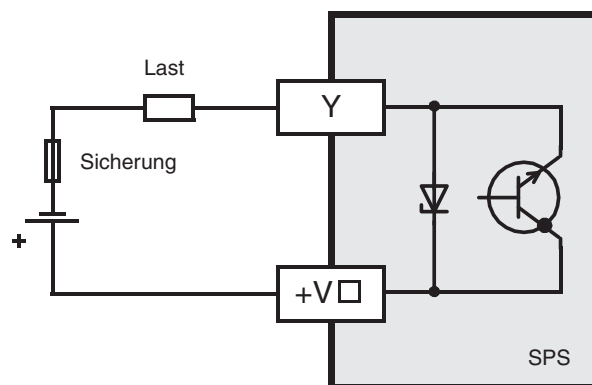 Last
Y
Sicherung
+
+V □
SPS